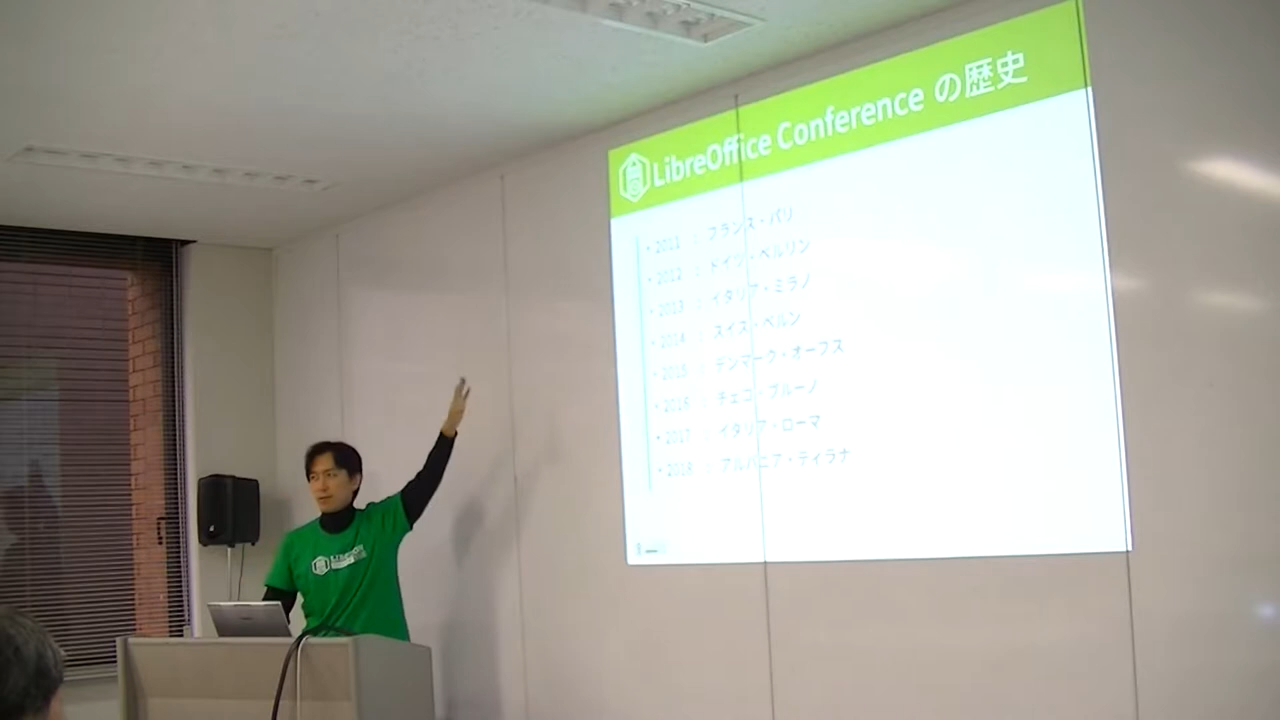 LibreOffice Conference の歴史
• 2011 : フランス・パリ
• 2012 : ドイツ・ベルリン
• 2013 : イタリア・ミラノ
• 2014 : スイス・ベルン
• 2015 : デンマーク・オーフス
• 2016 : チェコ・ブルーノ
• 2017 : イタリア・ローマ
• 2018 : アルバニア・ティラナ